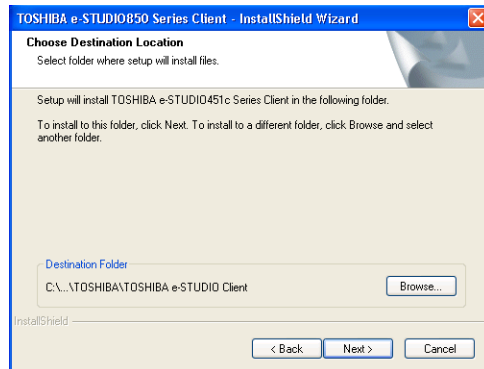 TOSHIBA e-STUDIO850 Series Client - InstallShield Wizard
Choose Destination Location
Select folder where setup will install files.
Setup will install TOSHIBA e-STUDIO451c Series Client in the following folder.
To install to this folder, click Next. To install to a different folder, click Browse and select
another folder.
Destination Folder
C:\...\TOSHIBA\TOSHIBA e-STUDIO Client
Browse...
InstallShield
< Back
Next >
Cancel